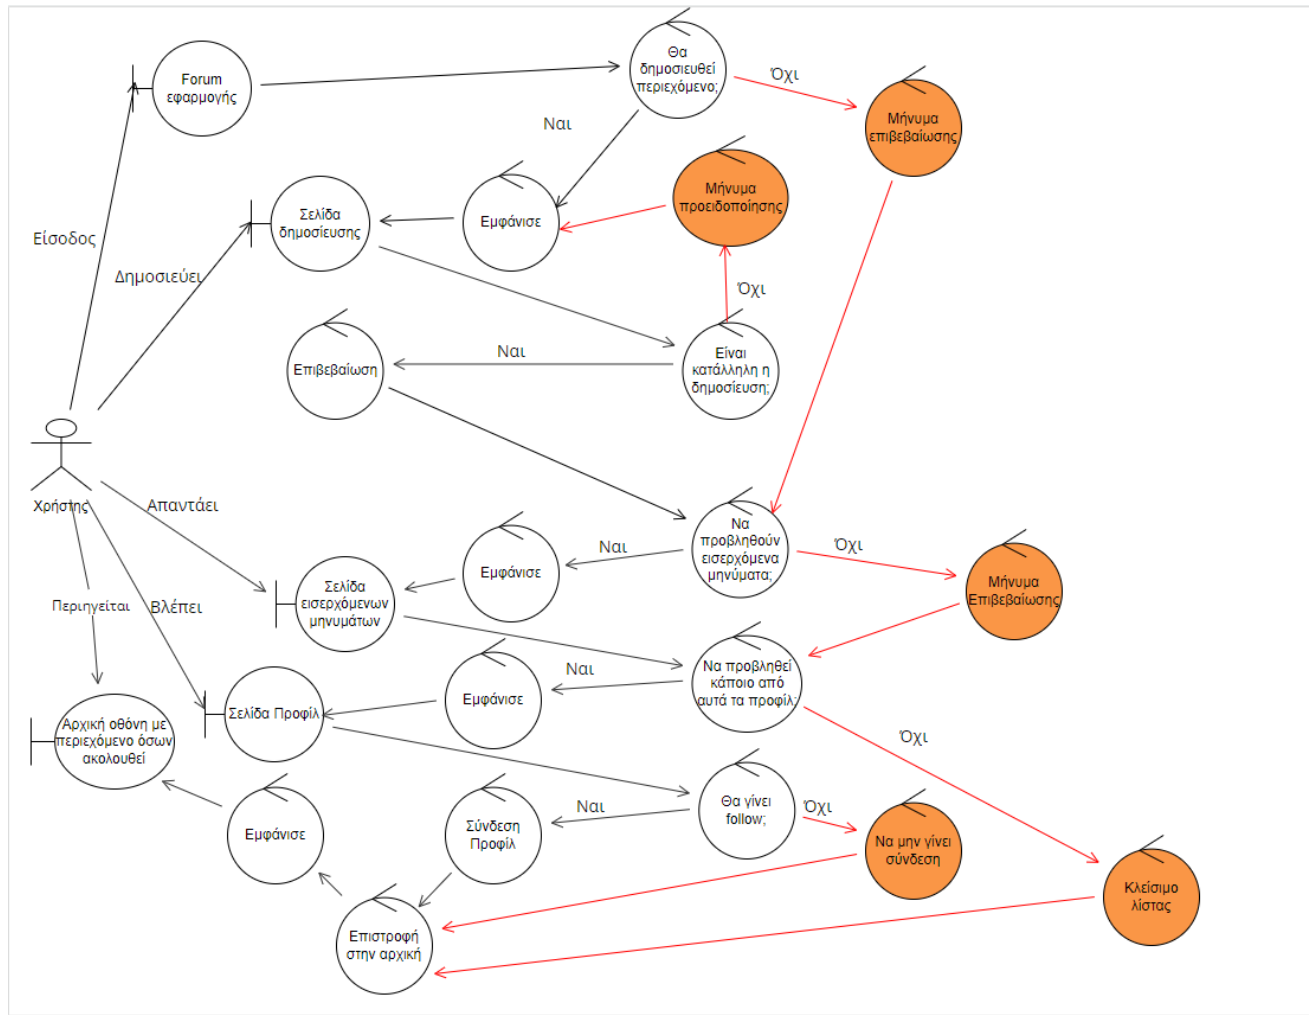 Θα
δημοσιευθεί
περιεχόμενο;
Όχι
Forum
εφαρμογής
Μήνυμα
επιβεβαίωσης
Ναι
Μήνυμα
προειδοποίησης
Σελίδα
δημοσίευσης
Εμφάνισε
Είσοδος
Δημοσιεύει
Όχι
Ναι
Είναι
κατάλληλη η
δημοσίευση;
Επιβεβαίωση
Χρήστης
Απαντάει
Να
προβληθούν
εισερχόμενα
μηνύματα;
Ναι
Όχι
Εμφάνισε
Μήνυμα
Επιβεβαίωσης
Σελίδα
εισερχόμενων
μηνυμάτων
Περιηγείται
Βλέπει
Να προβληθεί
κάποιο από
αυτά τα προφίλ;
Ναι
Εμφάνισε
Σελίδα Προφίλ
Αρχική οθόνη με
περιεχόμενο όσων
ακολουθεί
Όχι
Θα γίνει
follow;
Ναι
Όχι
Εμφάνισε
Σύνδεση
Προφίλ
Να μην γίνει
σύνδεση
Κλείσιμο
λίστας
Επιστροφή
στην αρχική